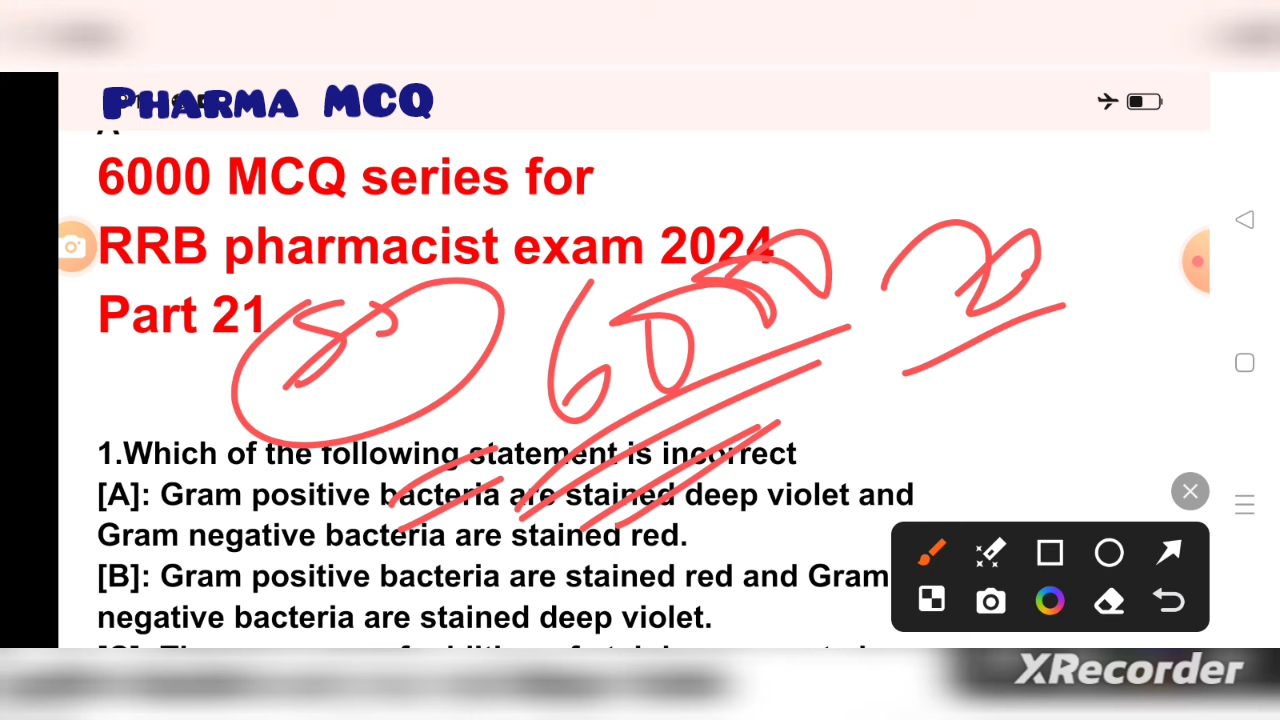 PHARMA MCQ
6000 MCQ series for
RRB pharmacist exam 2024
Part 21
1.Which of the following statement is incorrect
[A]: Gram positive bacteria are stained deep violet and
Gram negative bacteria are stained red.
[B]: Gram positive bacteria are stained red and Gram
negative bacteria are stained deep violet.
XRecorder